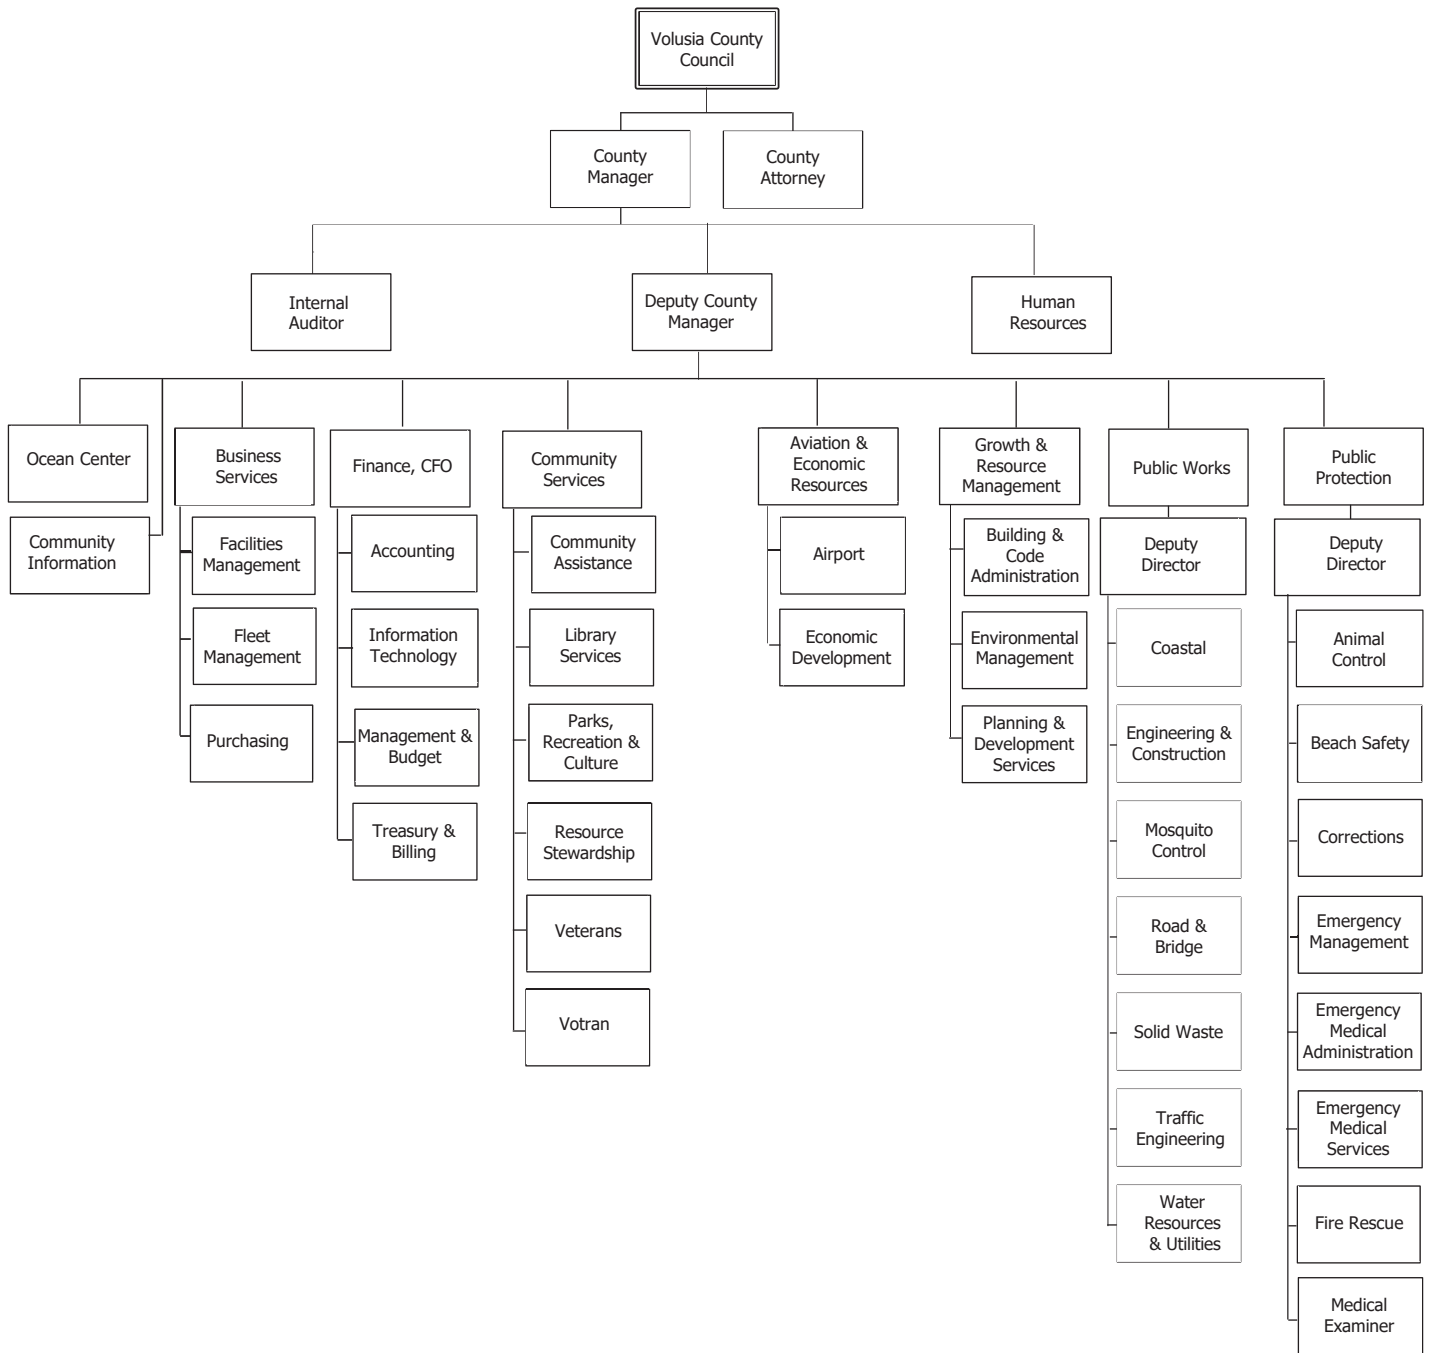 Volusia County
Council
County
Manager
County
Attorney
Internal
Auditor
Deputy County
Manager
Human
Resources
Ocean Center
Community
Information
Business
Services
Facilities
Management
Fleet
Management
Purchasing
Finance, CFO
Accounting
Information
Technology
Management &
Budget
Treasury &
Billing
Community
Services
Community
Assistance
Library
Services
Parks,
Recreation &
Culture
Resource
Stewardship
Veterans
Votran
Aviation &
Economic
Resources
Airport
Economic
Development
Growth &
Resource
Management
Building &
Code
Administration
Environmental
Management
Planning &
Development
Services
Public Works
Deputy
Director
Coastal
Engineering &
Construction
Mosquito
Control
Road &
Bridge
Solid Waste
Traffic
Engineering
Water
Resources
& Utilities
Public
Protection
Deputy
Director
Animal
Control
Beach Safety
Corrections
Emergency
Management
Emergency
Medical
Administration
Emergency
Medical
Services
Fire Rescue
Medical
Examiner